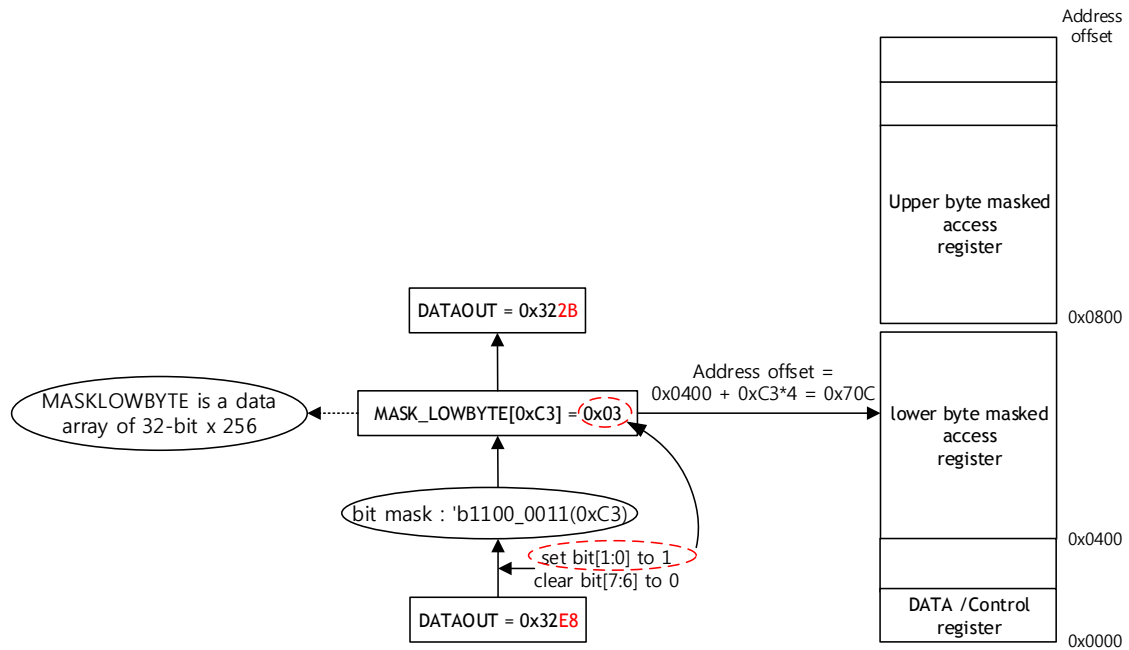 Address
offset
Upper byte masked
access
register
0x0800
DATAOUT = 0x322B
Address offset =
0x0400 + 0xC3*4 = 0x70C
MASKLOWBYTE is a data
array of 32-bit x 256
MASK_LOWBYTE[0xC3] = 0x03
lower byte masked
access
register
bit mask : 'b1100_0011(0xC3)
0x0400
set bit[1:0] to 1
clear bit[7:6] to 0
DATAOUT = 0x32E8
DATA /Control
register
0x0000